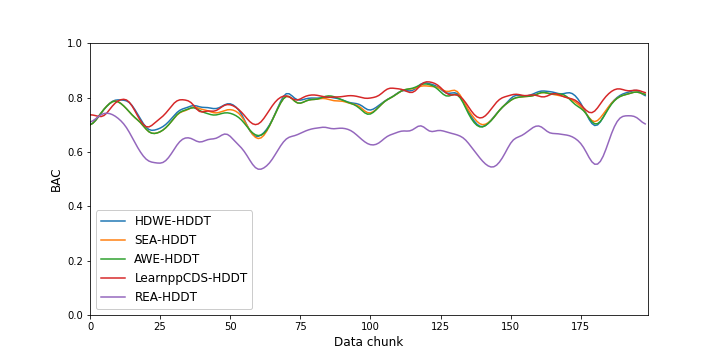 1.0
0.8
0.6
0.4
0.2
0.0
BAC
HDWE-HDDT
SEA-HDDT
AWE-HDDT
LearnppCDS-HDDT
REA-HDDT
0 25 50 75 100 125 150 175
Data chunk